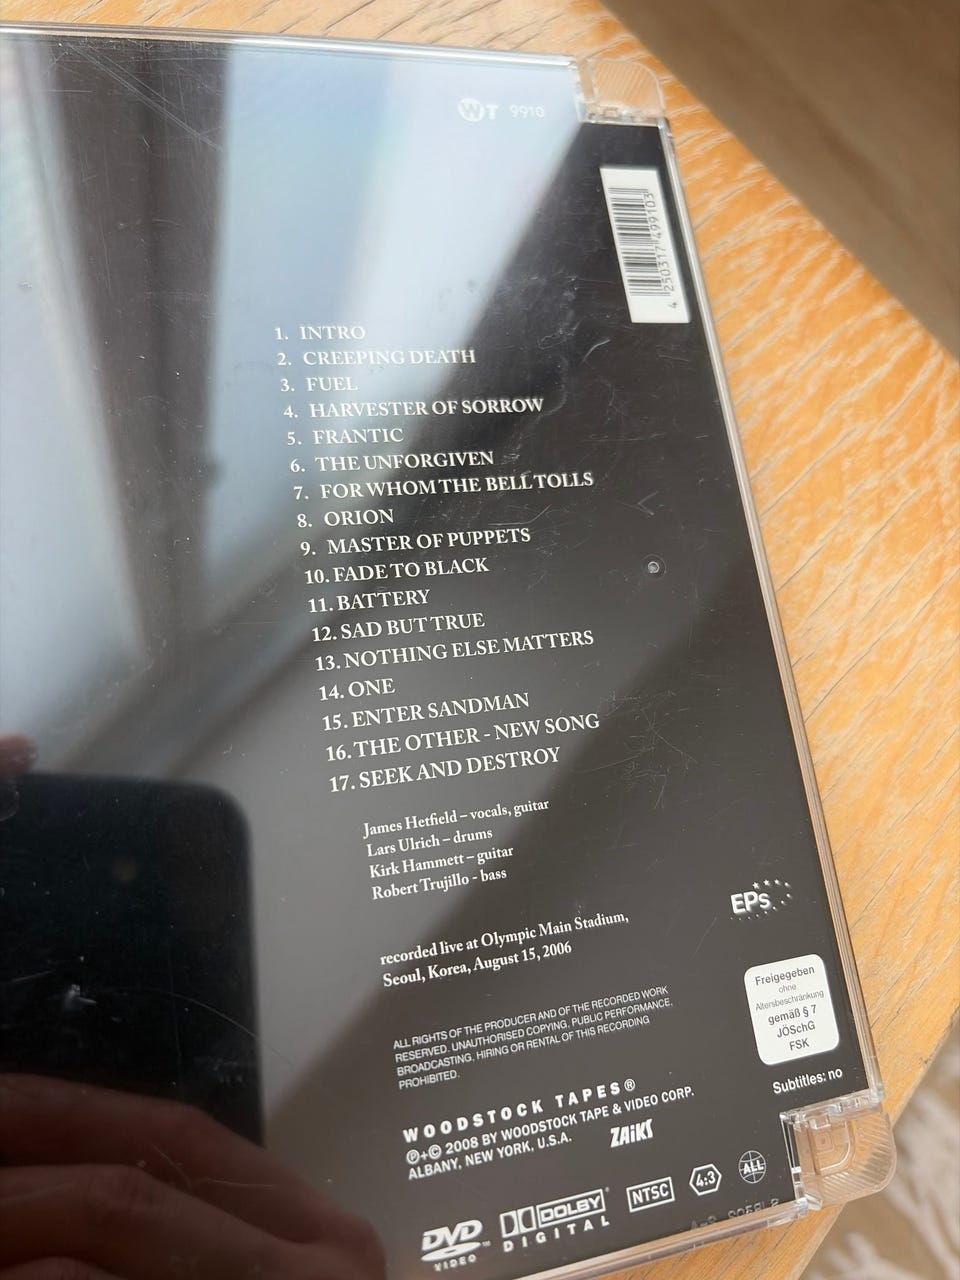 WT 9910
4 250317 499103
1. INTRO
2. CREEPING DEATH
3. FUEL
4. HARVESTER OF SORROW
5. FRANTIC
6. THE UNFORGIVEN
7. FOR WHOM THE BELL TOLLS
8. ORION
9. MASTER OF PUPPETS
10. FADE TO BLACK
11. BATTERY
12. SAD BUT TRUE
13. NOTHING ELSE MATTERS
14. ONE
15. ENTER SANDMAN
16. THE OTHER - NEW SONG
17. SEEK AND DESTROY
James Hetfield – vocals, guitar
Lars Ulrich – drums
Kirk Hammett – guitar
Robert Trujillo - bass
EPs
recorded live at Olympic Main Stadium,
Seoul, Korea, August 15, 2006
Freigegeben
ohne
Altersbeschränkung
gemäß § 7
JÖSchG
FSK
ALL RIGHTS OF THE PRODUCER AND OF THE RECORDED WORK
RESERVED. UNAUTHORISED COPYING, PUBLIC PERFORMANCE,
BROADCASTING, HIRING OR RENTAL OF THIS RECORDING
PROHIBITED.
Subtitles: no
WOODSTOCK TAPES®
℗+© 2008 BY WOODSTOCK TAPE & VIDEO CORP.
ALBANY, NEW YORK, U.S.A.
ZAiKS
DVD
VIDEO
DOLBY
DIGITAL
NTSC
4:3
ALL